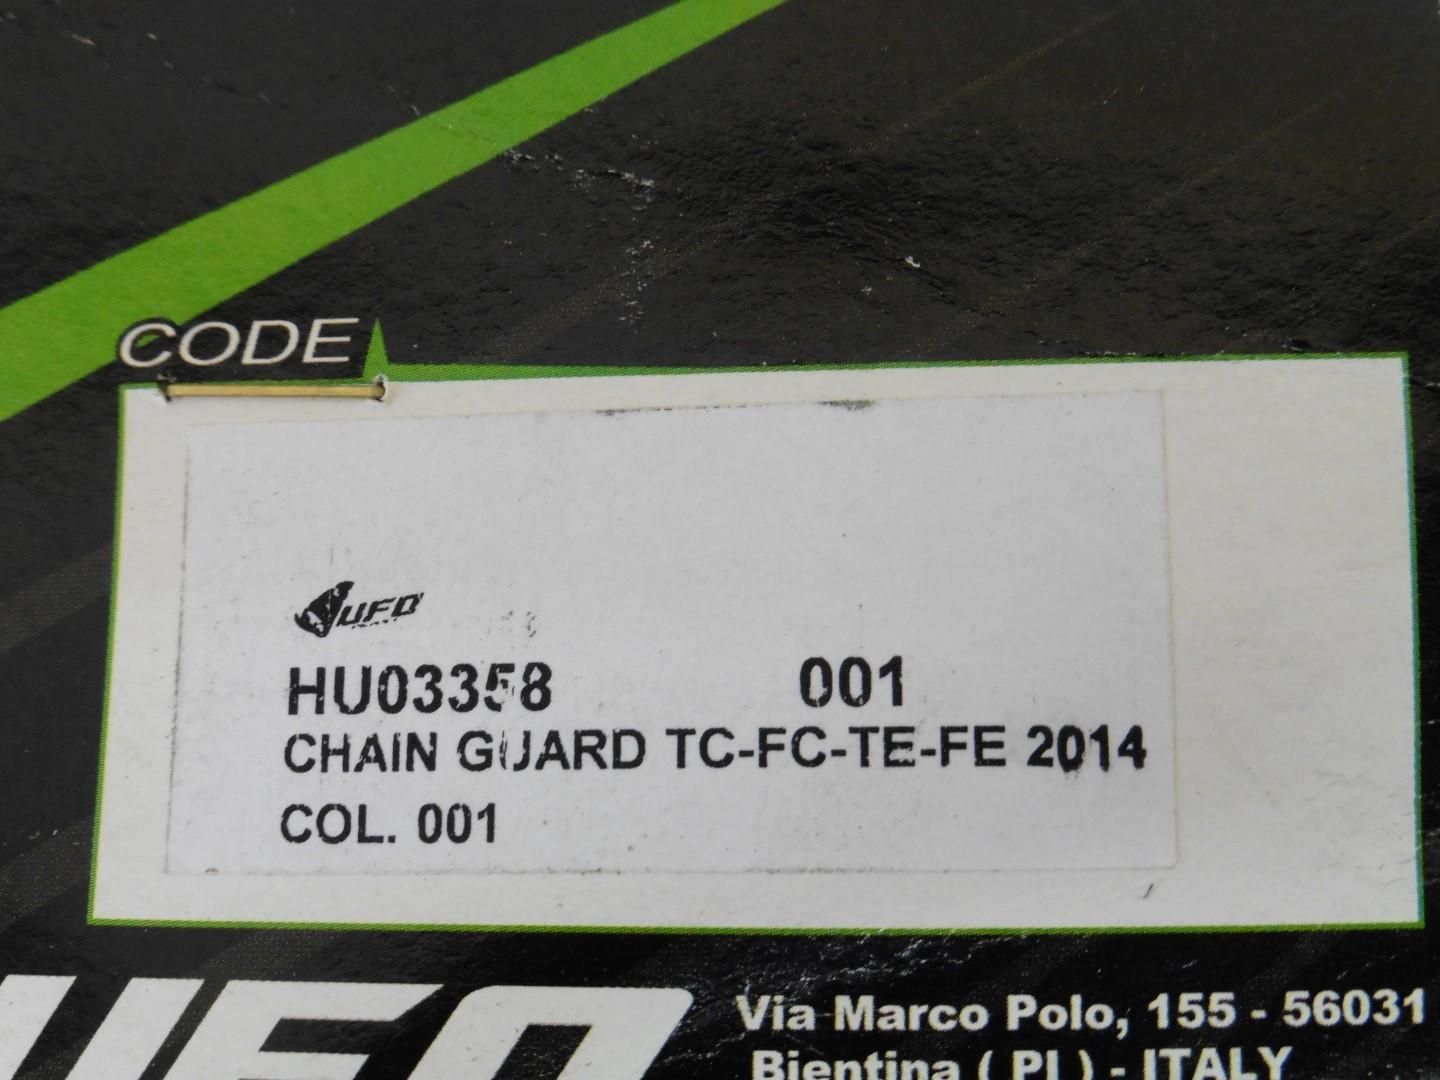 CODE
UFO
HU03358 001
CHAIN GUARD TC-FC-TE-FE 2014
COL. 001
UFO
Via Marco Polo, 155 - 56031
Bientina ( PI ) - ITALY